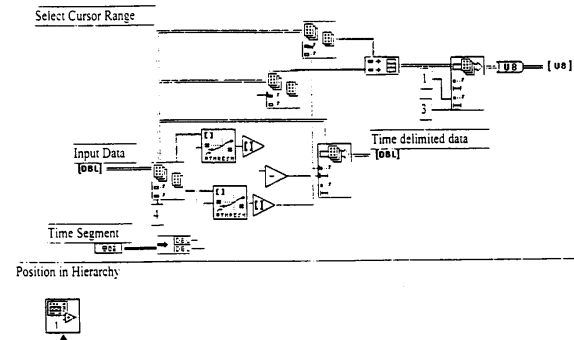 Select Cursor Range
U8
[U8]
1
3
Time delimited data
[DBL]
Input Data
[DBL]
[ ]
[ ]
Time Segment
Position in Hierarchy
1